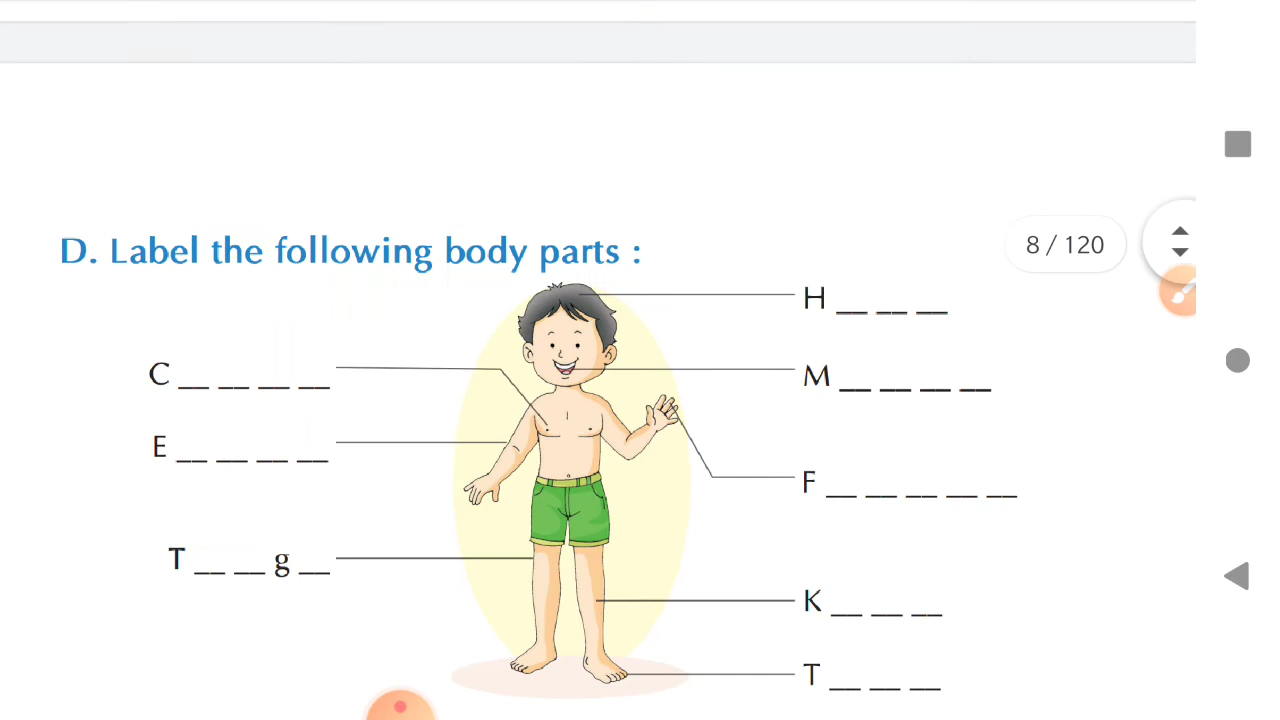 8 / 120
D. Label the following body parts :
H __ __ __
C __ __ __ __
M __ __ __ __
E __ __ __ __
F __ __ __ __ __
T __ __ g __
K __ __ __
T __ __ __